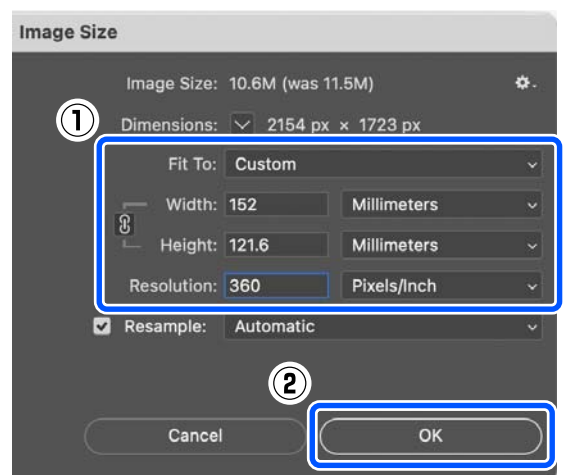 Image Size
Image Size: 10.6M (was 11.5M)
① Dimensions: 2154 px × 1723 px
Fit To: Custom
Width: 152 Millimeters
Height: 121.6 Millimeters
Resolution: 360 Pixels/Inch
Resample: Automatic
②
Cancel OK